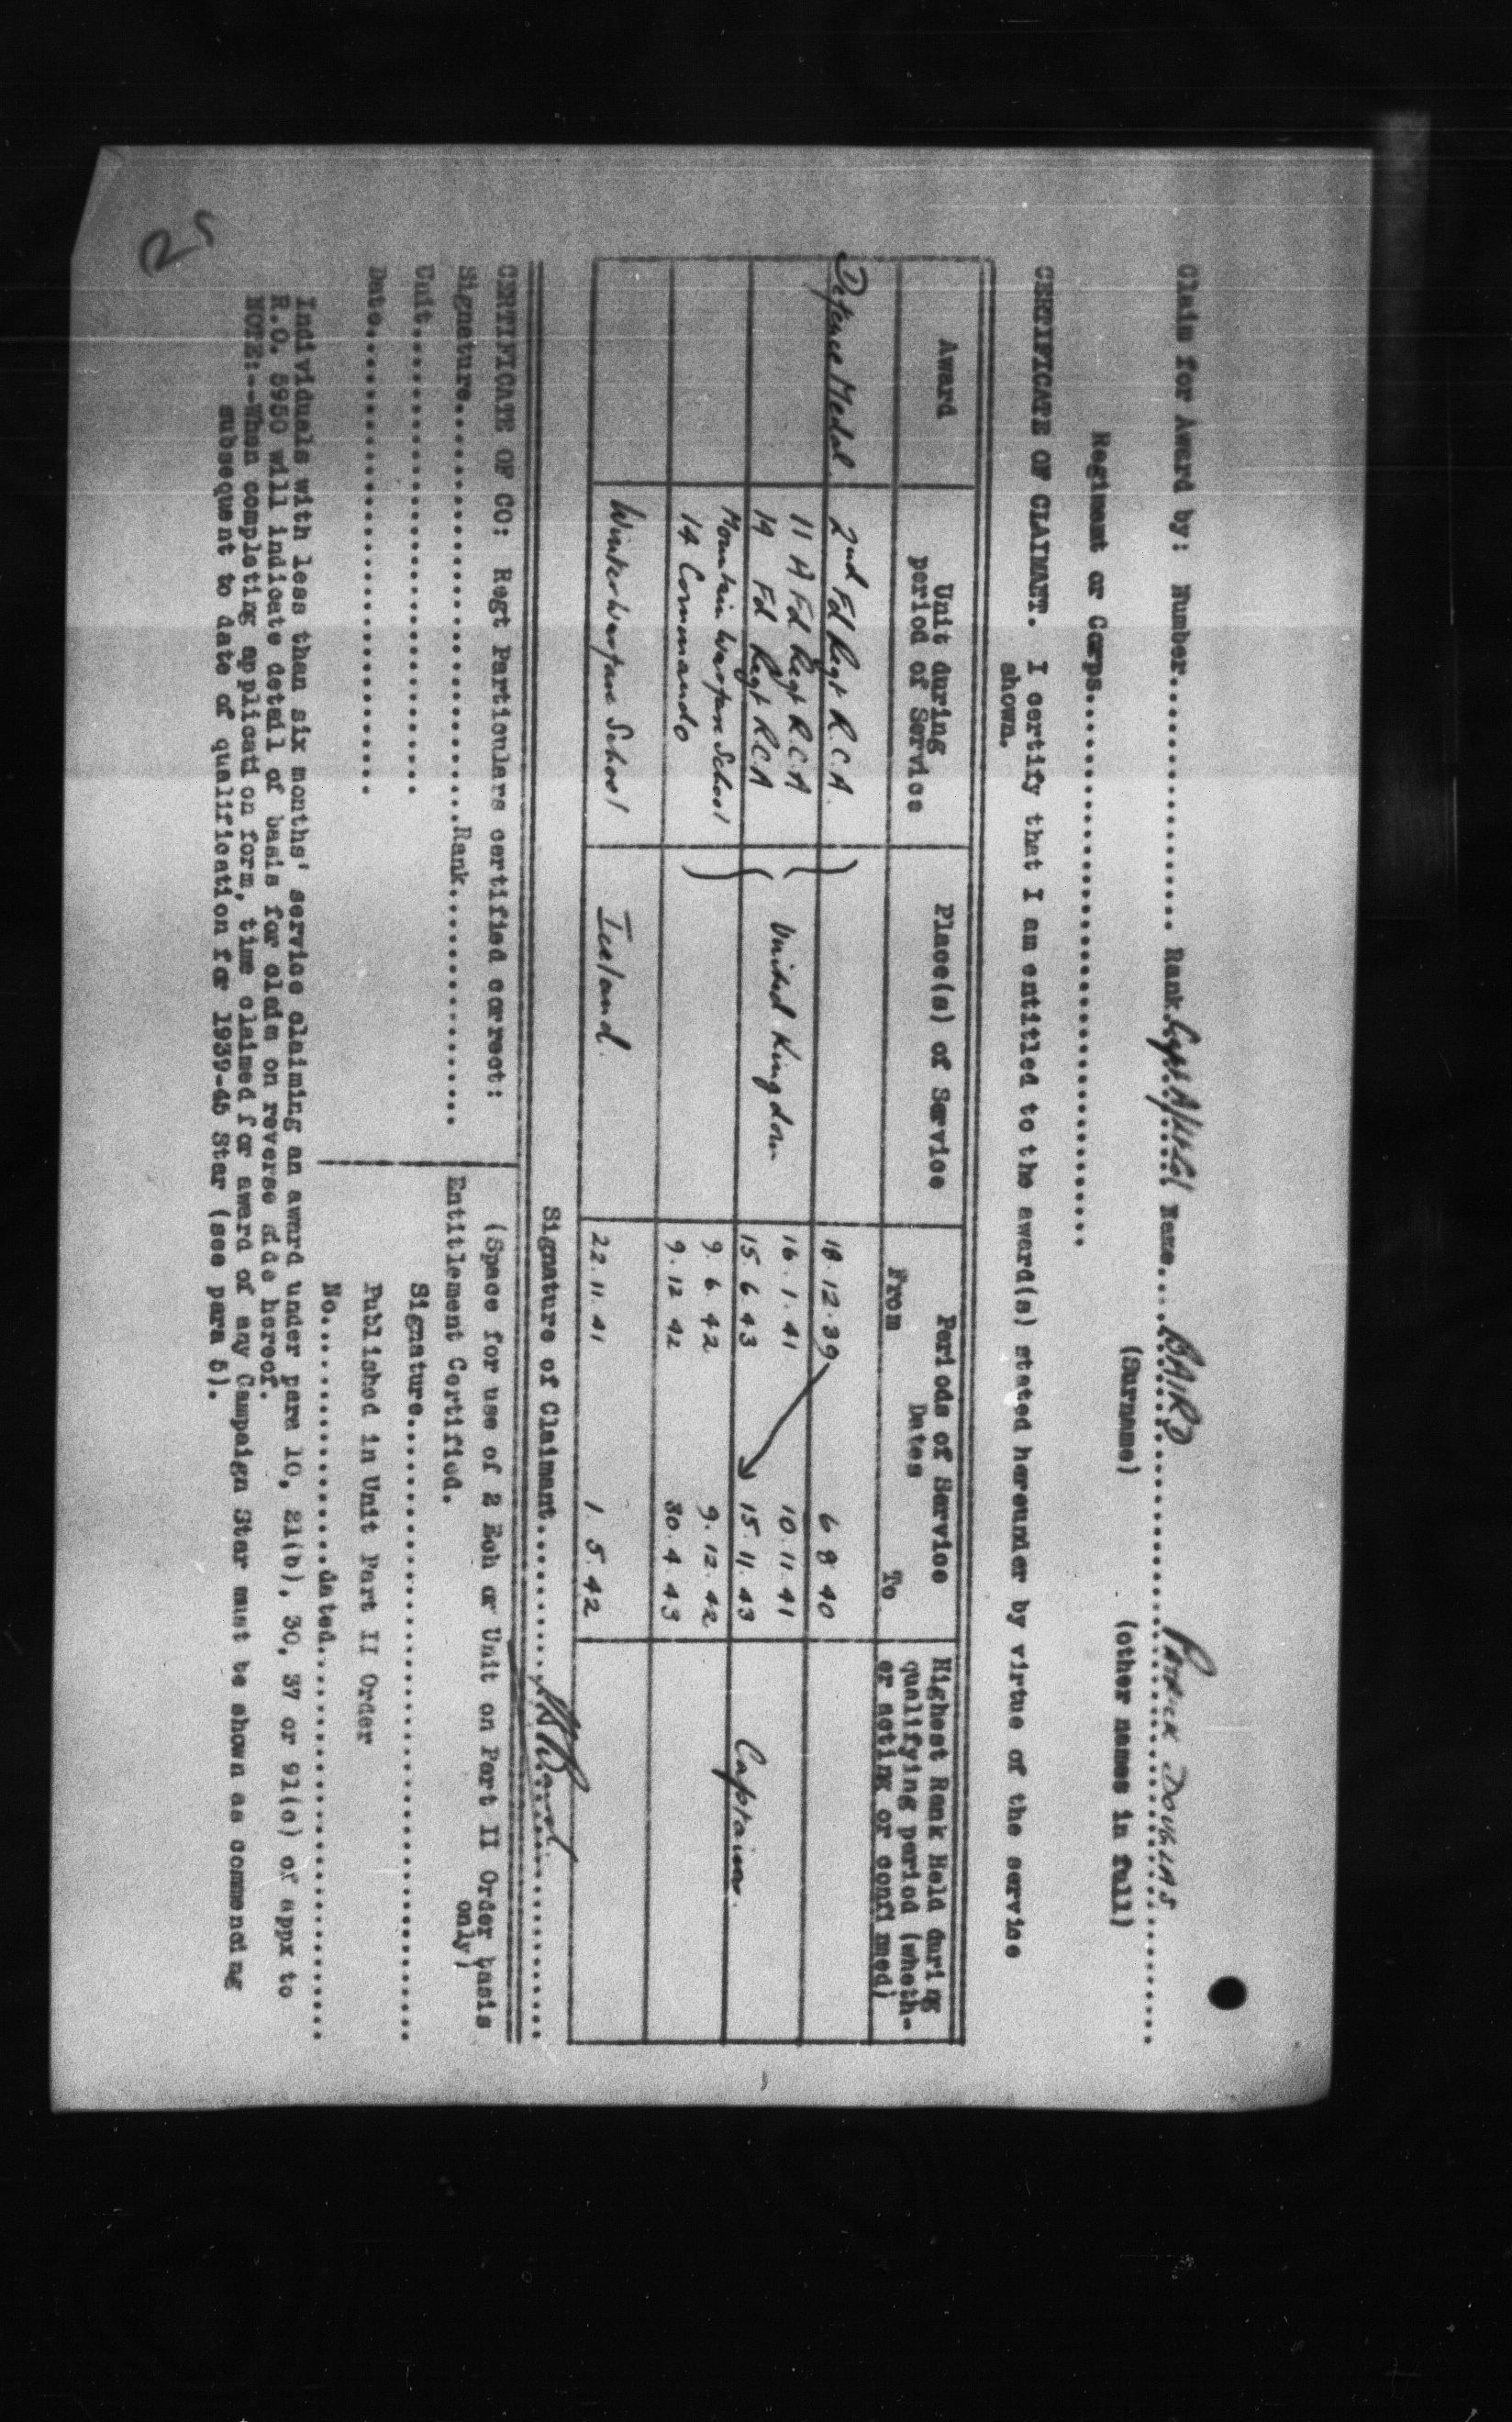 Claim for Award by: Number.................... Rank Capt. A/Lt.Col Name.....BAIRD.............PATRICK DOUGLAS..........
(Surname) (other names in full)
Regiment or Corps.............................................
CERTIFICATE OF CLAIMANT. I certify that I am entitled to the award(s) stated hereunder by virtue of the service
shown.
Award Unit during period of Service Place(s) of Service Periods of Service Dates From To Highest Rank Held during qualifying period (wheth-er acting or confirmed)
Defence Medal. 2nd Fd Regt R.C.A. 18.12.39 6 8 40
11 A Fd Regt R.C.A United Kingdom 16.1.41 10.11.41
19 Fd Regt RCA 15.6.43 15.11.43 Captain.
Mountain Warfare School 9.6.42 9.12.42
14 Commando 9.12.42 30.4.43
Winter Warfare School Iceland. 22.11.41 1.5.42
Signature of Claimant..............................
CERTIFICATE OF CO: Regt Particulars certified correct:
Signature..............................Rank....................
Unit..............................
Date..............................
(Space for use of 2 Ech or Unit on Part II Order basis
only)
Entitlement Certified.
Signature........................................
Published in Unit Part II Order
No....................dated..............................
Individuals with less than six months' service claiming an award under para 10, 21(b), 30, 37 or 91(c) of appx to
R.O. 5950 will indicate detail of basis for claim on reverse side hereof.
NOTE:--When completing application form, time claimed for award of any Campaign Star must be shown as commencing
subsequent to date of qualification for 1939-45 Star (see para 5).